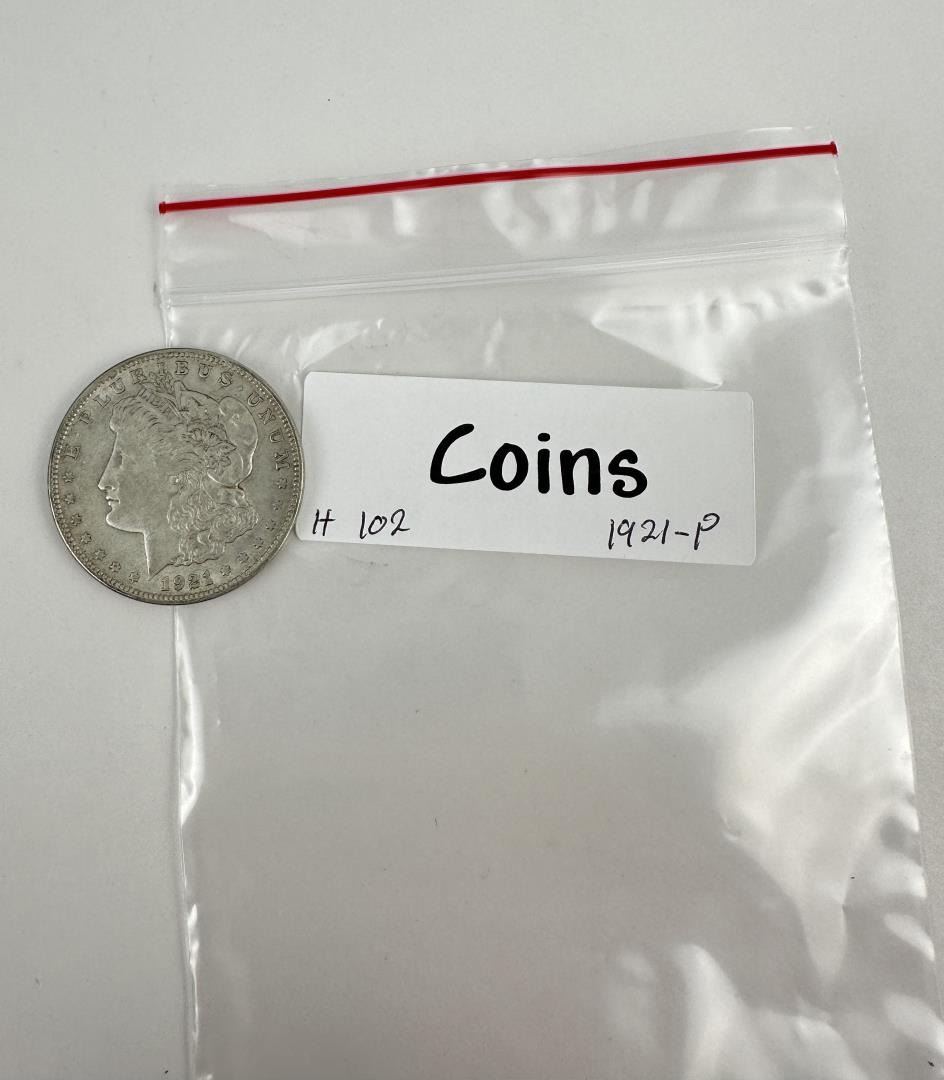 E PLURIBUS UNUM
1921
Coins
H 102 1921-P